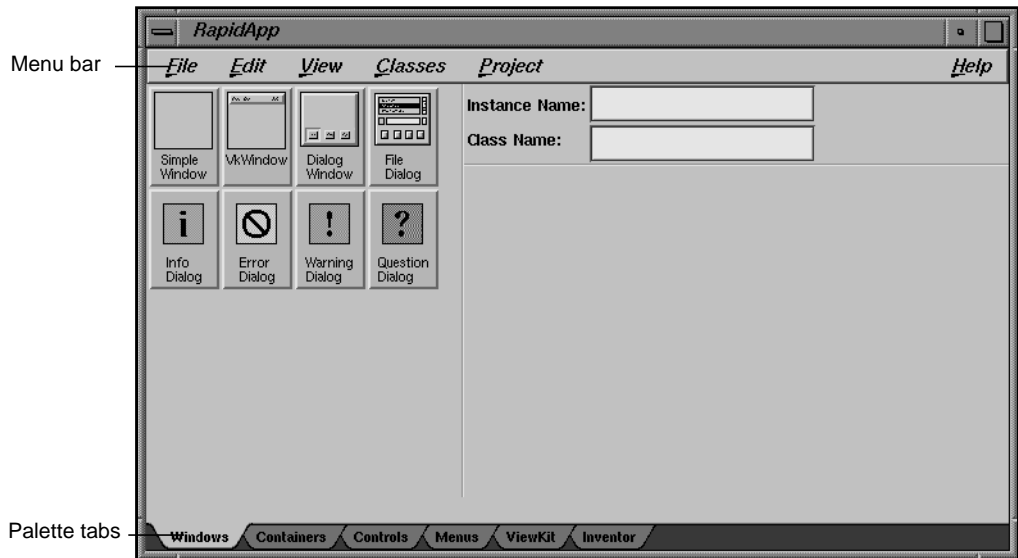 RapidApp
Menu bar
File Edit View Classes Project Help
Simple Window
VkWindow
Dialog Window
File Dialog
Instance Name:
Class Name:
Info Dialog
Error Dialog
Warning Dialog
Question Dialog
Palette tabs
Windows Containers Controls Menus ViewKit Inventor